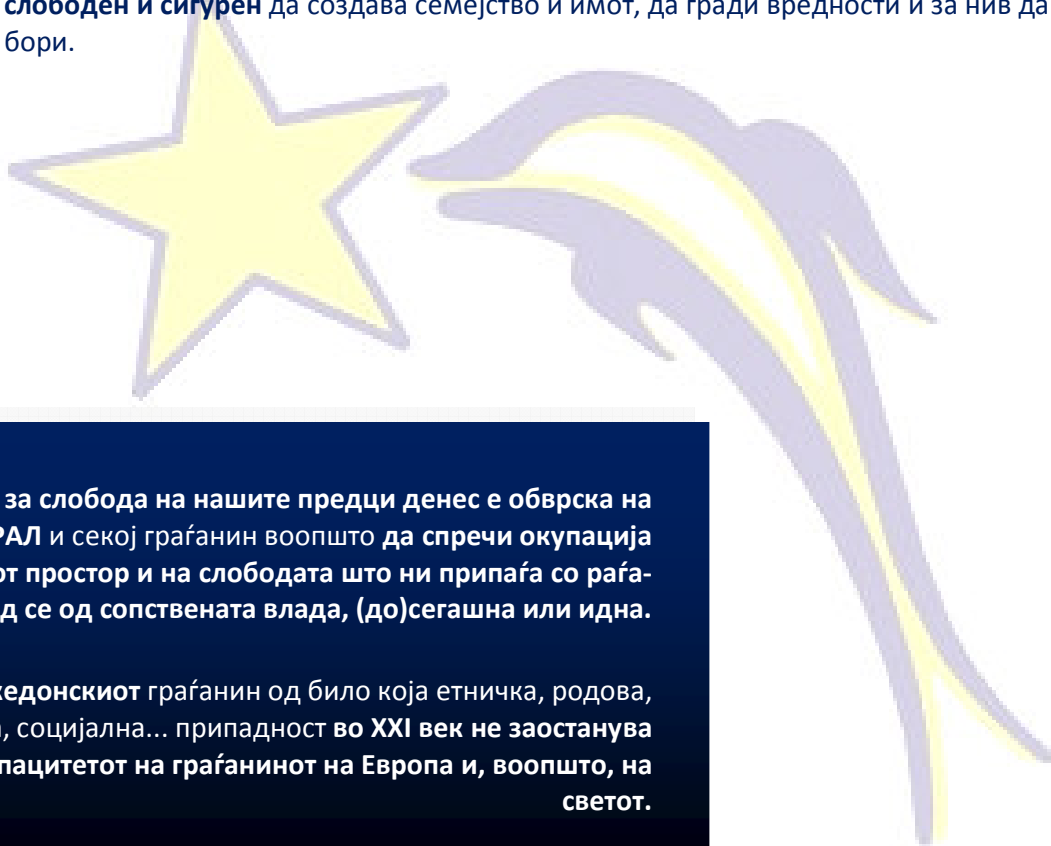 слободен и сигурен да создава семејство и имот, да гради вредности и за нив да
бори.
за слобода на нашите предци денес е обврска на
РАЛ и секој граѓанин воопшто да спречи окупација
от простор и на слободата што ни припаѓа со раѓа-
д се од сопствената влада, (до)сегашна или идна.
кедонскиот граѓанин од било која етничка, родова,
, социјална... припадност во XXI век не заостанува
пацитетот на граѓанинот на Европа и, воопшто, на
светот.